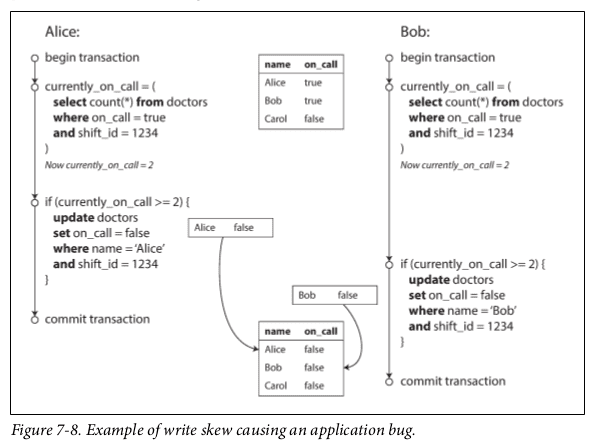 Alice:
begin transaction
currently_on_call = (
select count(*) from doctors
where on_call = true
and shift_id = 1234
)
Now currently_on_call = 2
if (currently_on_call >= 2) {
update doctors
set on_call = false
where name = ‘Alice’
and shift_id = 1234
}
commit transaction
name on_call
Alice true
Bob true
Carol false
Alice false
Bob false
name on_call
Alice false
Bob false
Carol false
Bob:
begin transaction
currently_on_call = (
select count(*) from doctors
where on_call = true
and shift_id = 1234
)
Now currently_on_call = 2
if (currently_on_call >= 2) {
update doctors
set on_call = false
where name = ‘Bob’
and shift_id = 1234
}
commit transaction
Figure 7-8. Example of write skew causing an application bug.